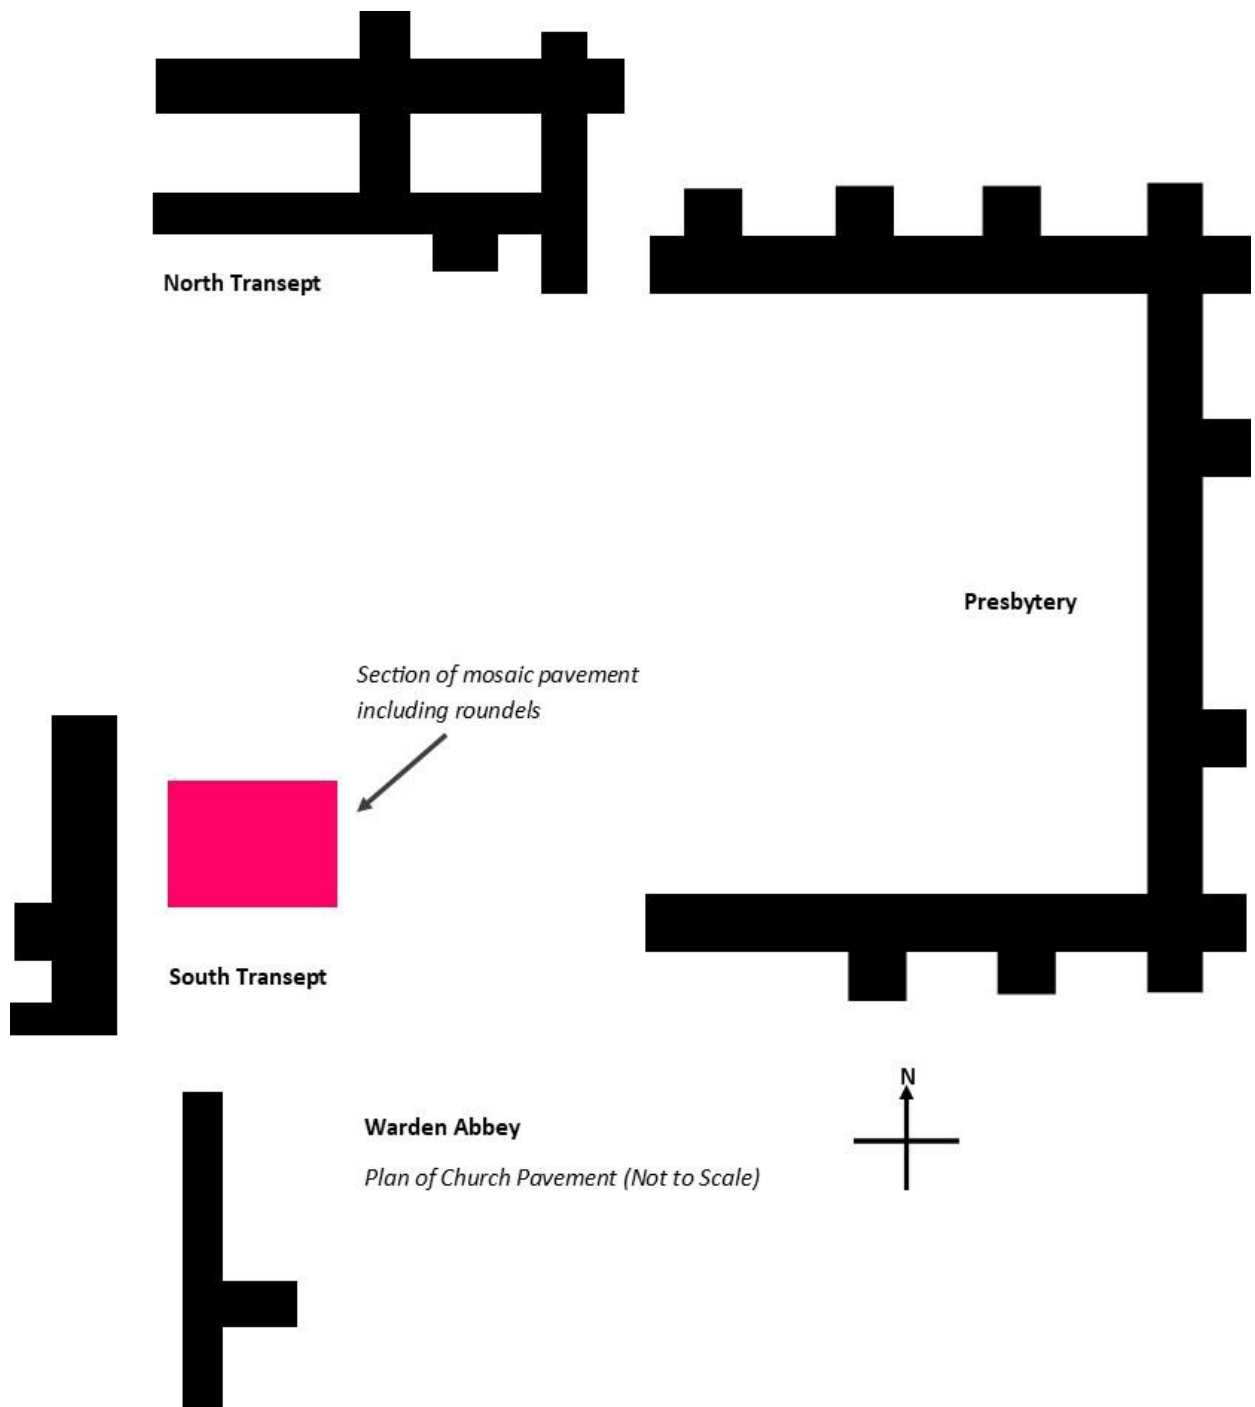 North Transept
Presbytery
Section of mosaic pavement
including roundels
South Transept
N
Warden Abbey
Plan of Church Pavement (Not to Scale)